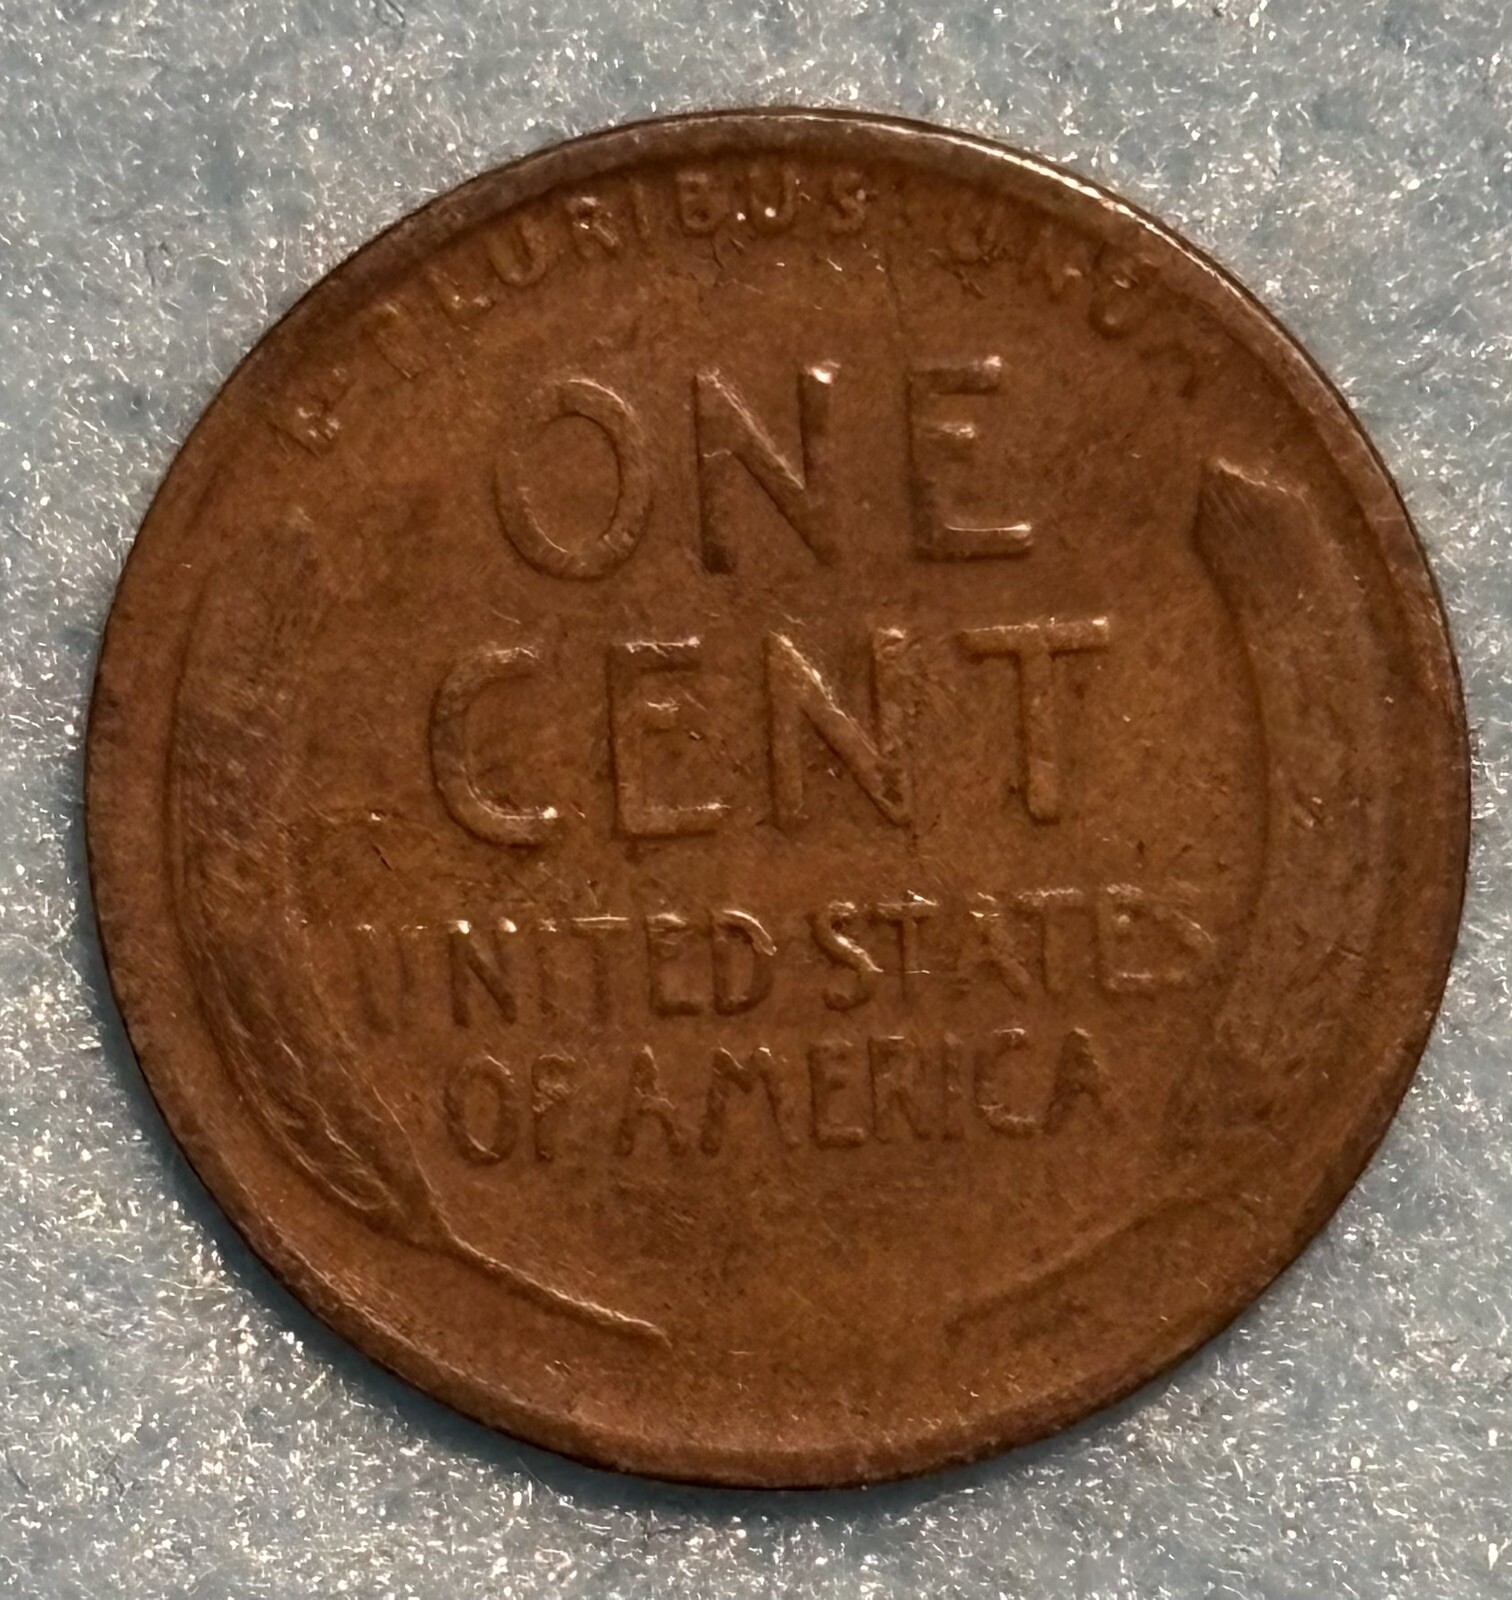 E PLURIBUS UNUM
ONE
CENT
UNITED STATES
OF AMERICA